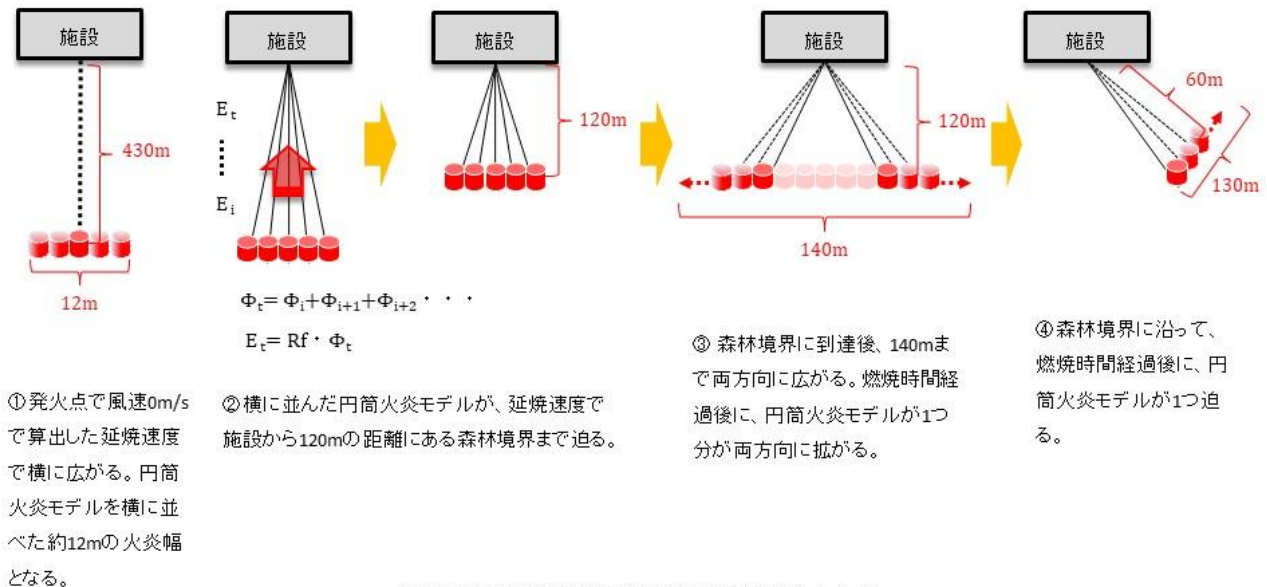 施設
430m
12m
①発火点で風速0m/s
で算出した延焼速度
で横に広がる。円筒
火炎モデルを横に並
べた約12mの火炎幅
となる。
施設
Eₜ
Eᵢ
施設
120m
Φₜ= Φᵢ+Φᵢ₊₁+Φᵢ₊₂・・・
Eₜ= Rf・Φₜ
②横に並んだ円筒火炎モデルが、延焼速度で
施設から120mの距離にある森林境界まで迫る。
施設
120m
140m
③ 森林境界に到達後、140mま
で両方向に広がる。燃焼時間経
過後に、円筒火炎モデルが1つ
分が両方向に拡がる。
施設
60m
130m
④森林境界に沿って、
燃焼時間経過後に、円
筒火炎モデルが1つ迫
る。